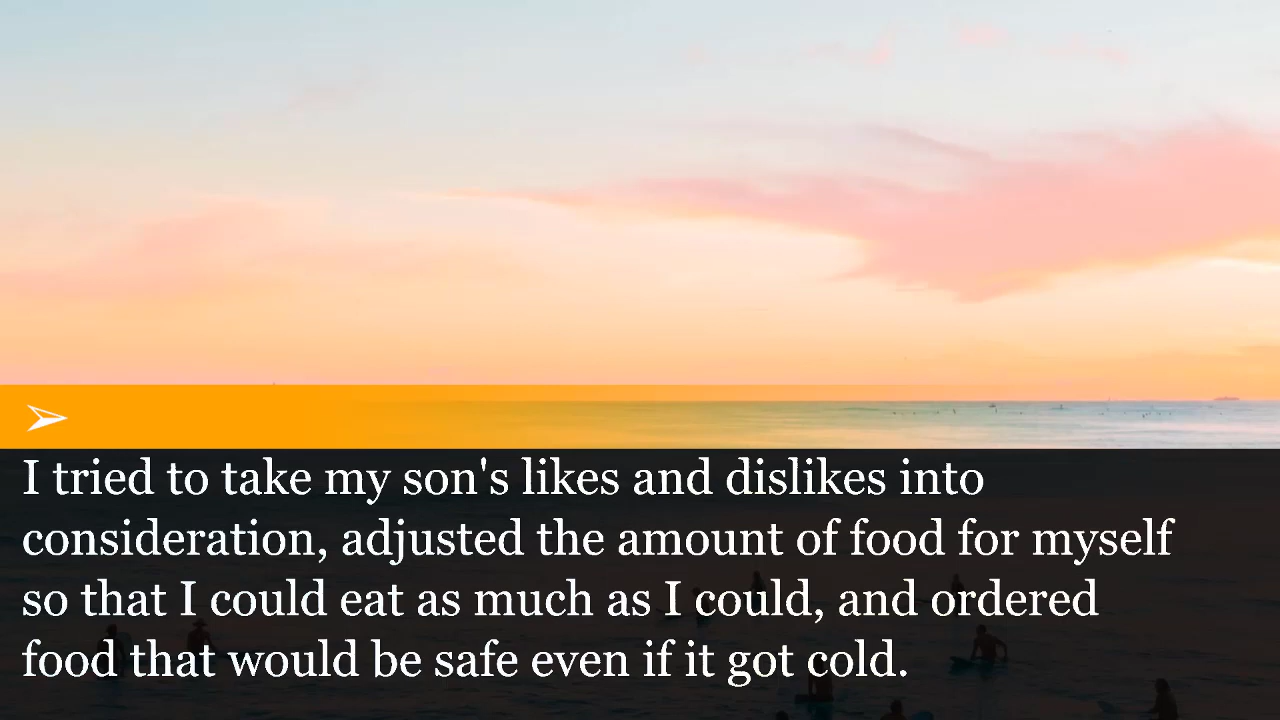 I tried to take my son's likes and dislikes into
consideration, adjusted the amount of food for myself
so that I could eat as much as I could, and ordered
food that would be safe even if it got cold.